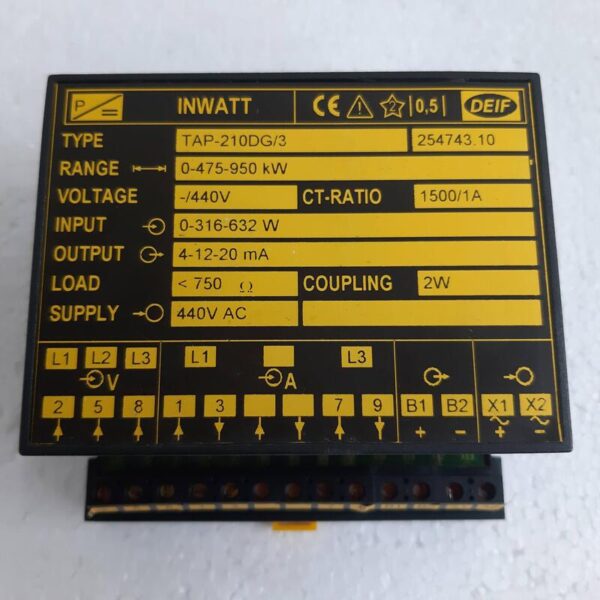 P INWATT CE 2 0,5 DEIF
TYPE TAP-210DG/3 254743.10
RANGE 0-475-950 kW
VOLTAGE -/440V CT-RATIO 1500/1A
INPUT 0-316-632 W
OUTPUT 4-12-20 mA
LOAD < 750 Ω COUPLING 2W
SUPPLY 440V AC
L1 L2 L3 L1 L3
V A
2 5 8 1 3 7 9 B1 B2 X1 X2
+ - ~ ~
+ -